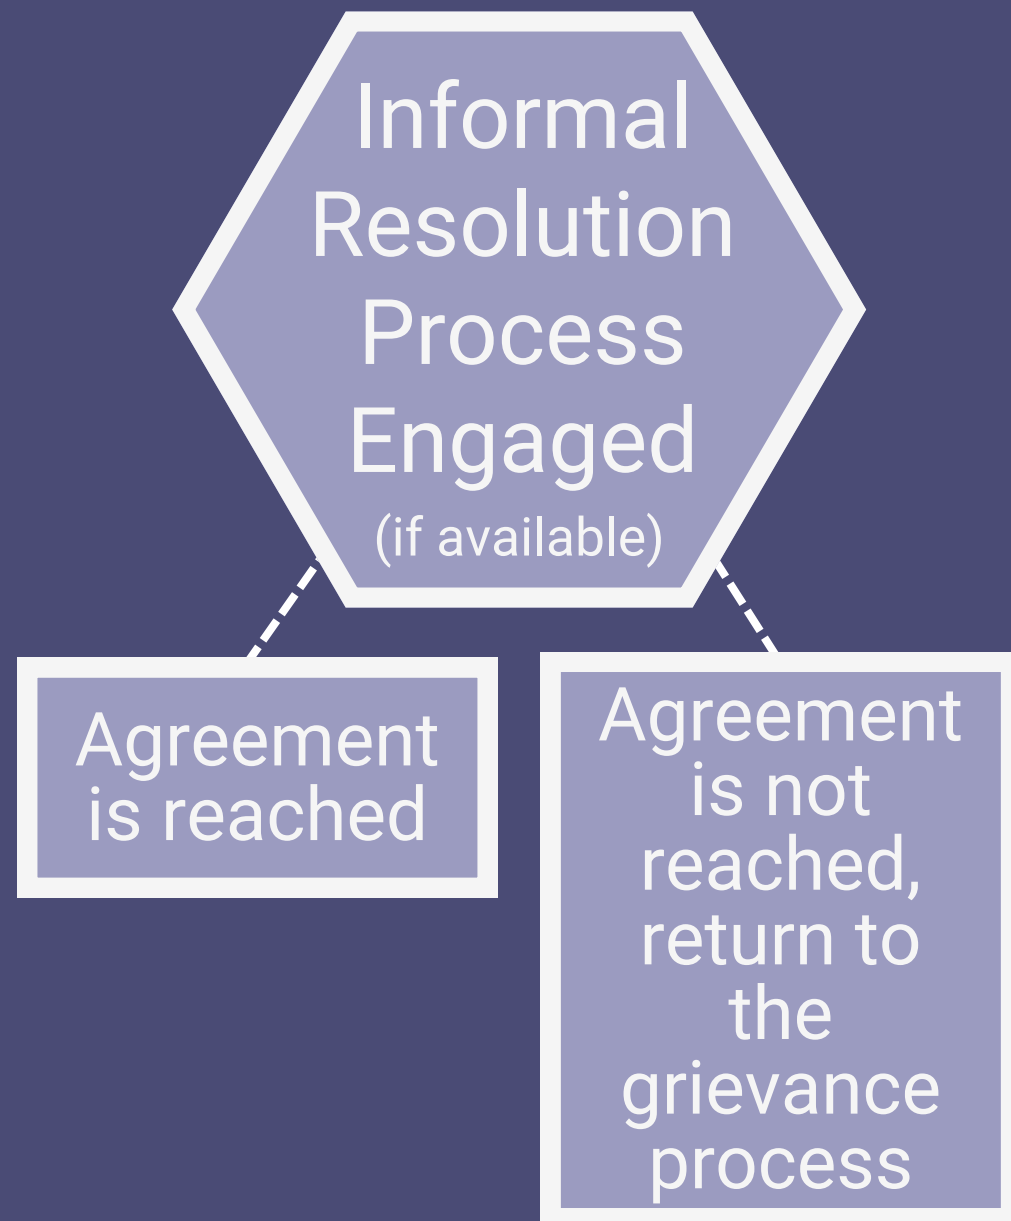 Informal
Resolution
Process
Engaged
(if available)
Agreement
is reached
Agreement
is not
reached,
return to
the
grievance
process